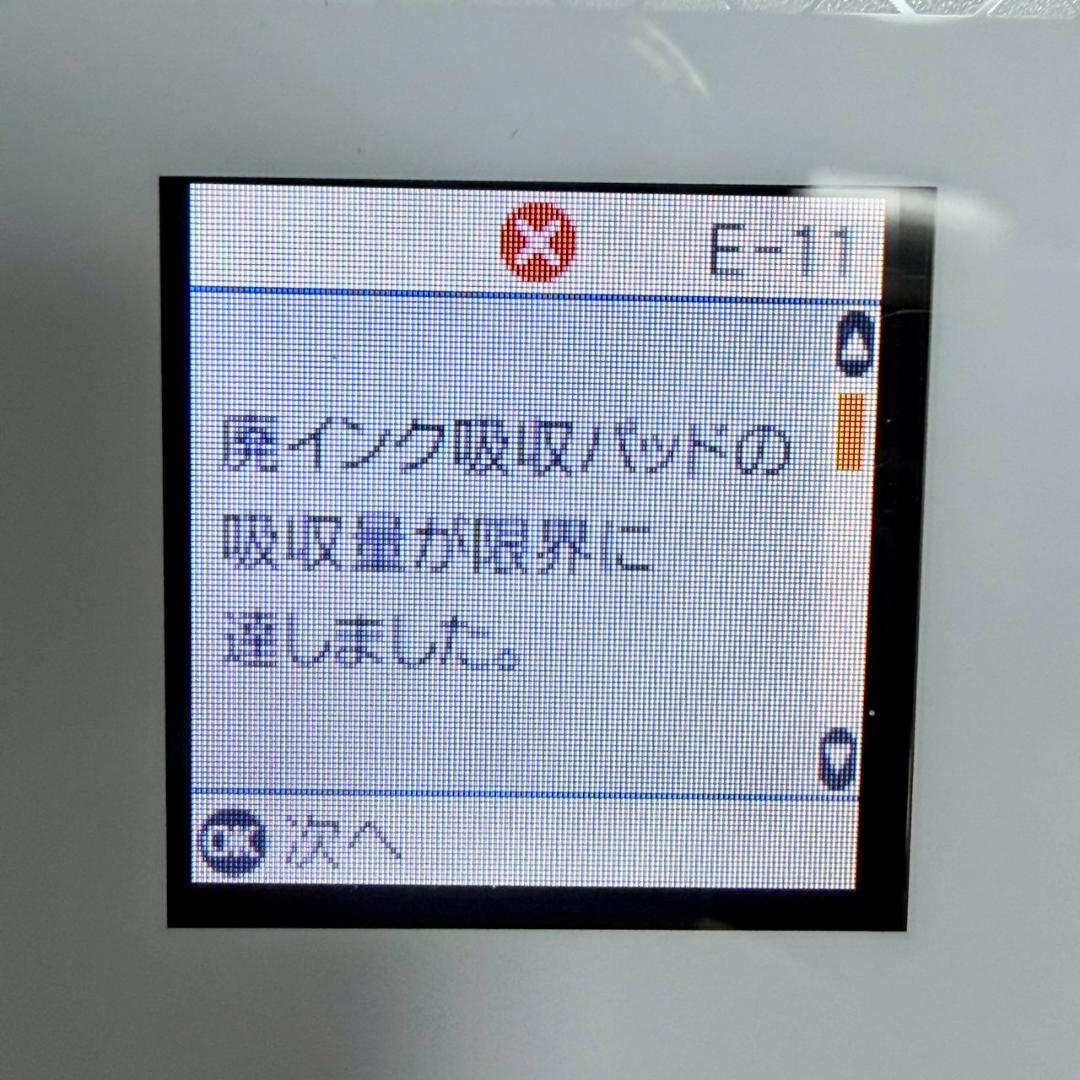 E-11
廃インク吸収パッドの
吸収量が限界に
達しました。
OK 次へ